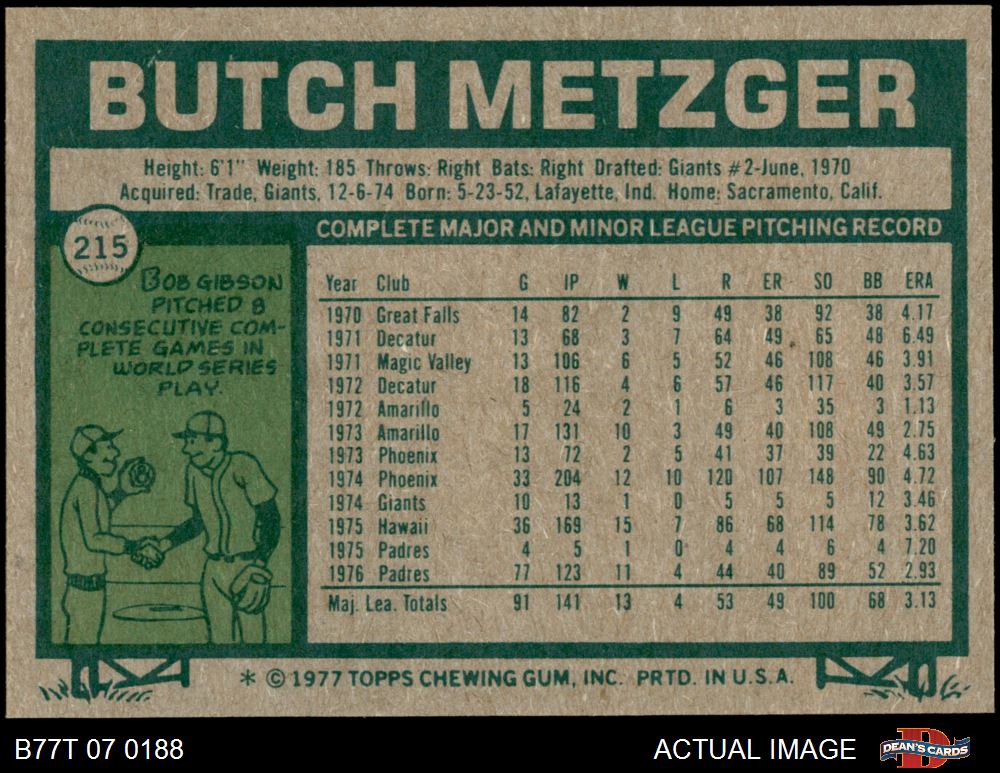 BUTCH METZGER
Height: 6'1" Weight: 185 Throws: Right Bats: Right Drafted: Giants #2-June, 1970
Acquired: Trade, Giants, 12-6-74 Born: 5-23-52, Lafayette, Ind. Home: Sacramento, Calif.
215
BOB GIBSON
PITCHED 8
CONSECUTIVE COM-
PLETE GAMES IN
WORLD SERIES
PLAY.
COMPLETE MAJOR AND MINOR LEAGUE PITCHING RECORD
Year Club G IP W L R ER SO BB ERA
1970 Great Falls 14 82 2 9 49 38 92 38 4.17
1971 Decatur 13 68 3 7 64 49 65 48 6.49
1971 Magic Valley 13 106 6 5 52 46 108 46 3.91
1972 Decatur 18 116 4 6 57 46 117 40 3.57
1972 Amarillo 5 24 2 1 6 3 35 3 1.13
1973 Amarillo 17 131 10 3 49 40 108 49 2.75
1973 Phoenix 13 72 2 5 41 37 39 22 4.63
1974 Phoenix 33 204 12 10 120 107 148 90 4.72
1974 Giants 10 13 1 0 5 5 5 12 3.46
1975 Hawaii 36 169 15 7 86 68 114 78 3.62
1975 Padres 4 5 1 0 4 4 6 4 7.20
1976 Padres 77 123 11 4 44 40 89 52 2.93
Maj. Lea. Totals 91 141 13 4 53 49 100 68 3.13
* © 1977 TOPPS CHEWING GUM, INC. PRTD. IN U.S.A.
B77T 07 0188 ACTUAL IMAGE DEAN'S CARDS